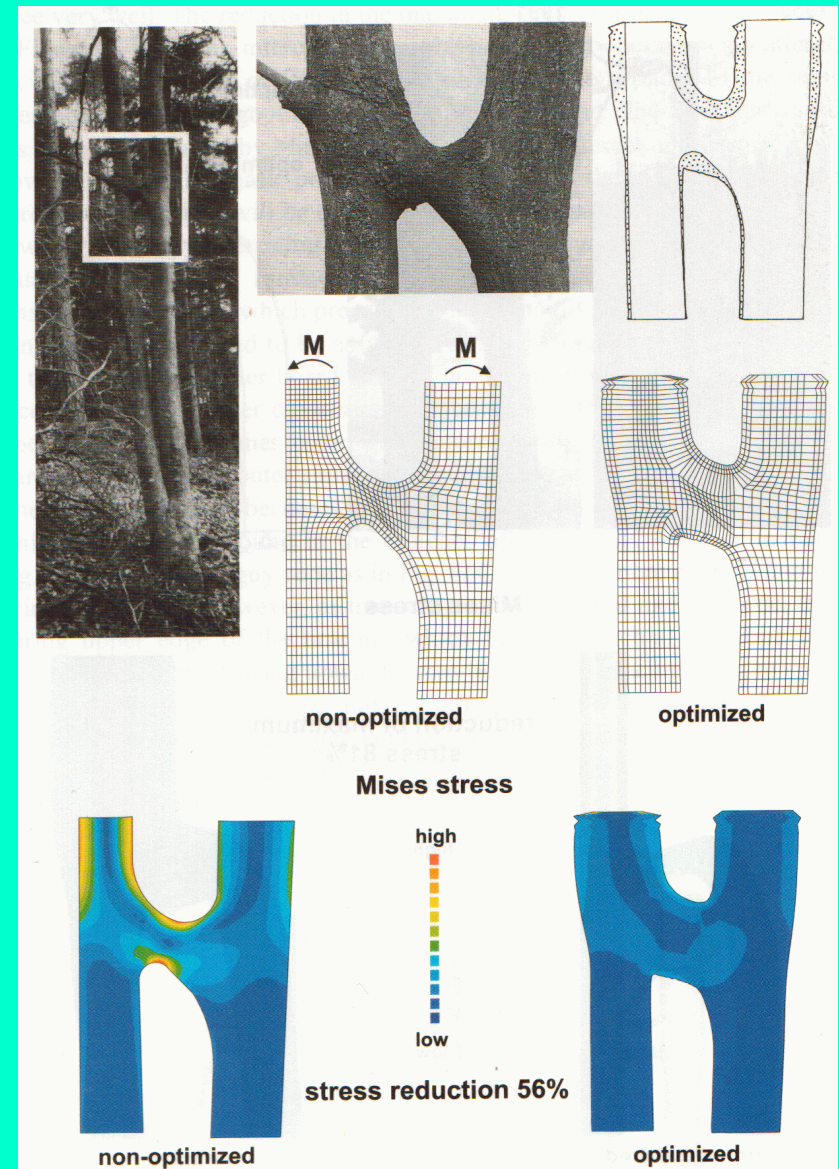 M
M
non-optimized
optimized
Mises stress
high
low
stress reduction 56%
non-optimized
optimized